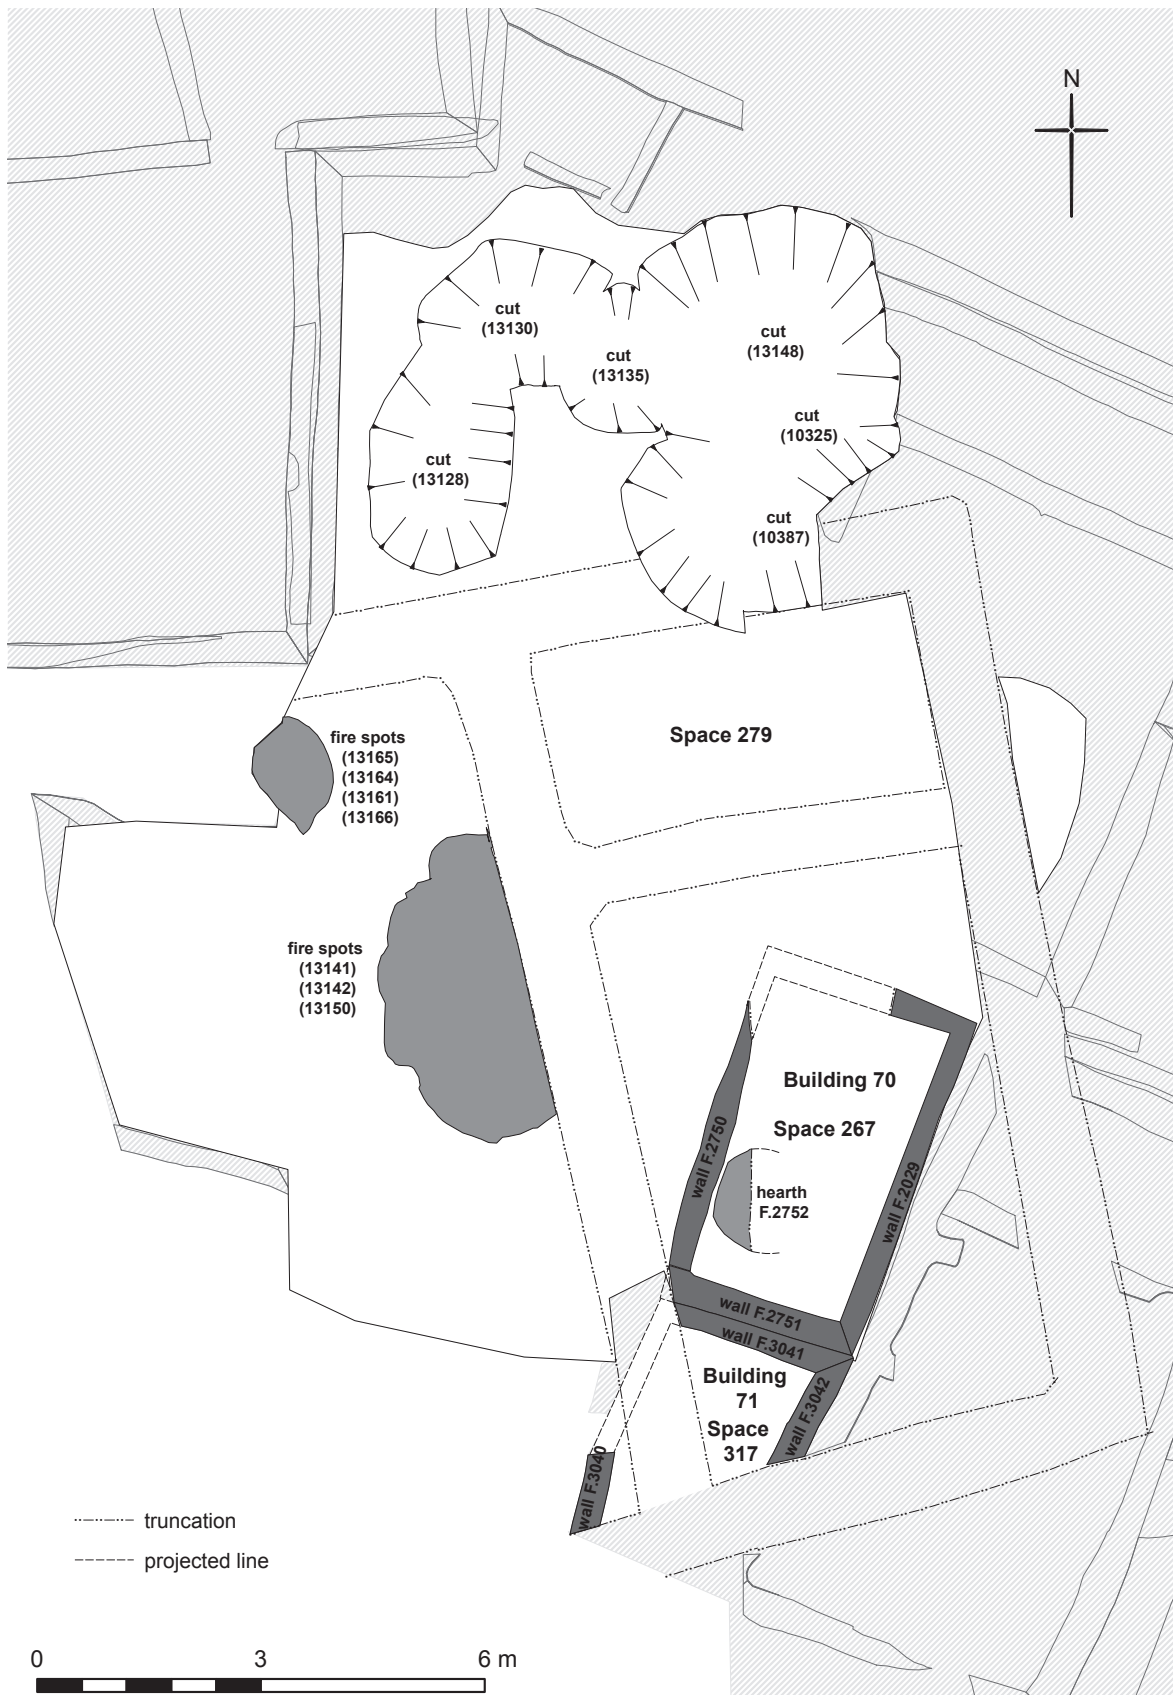 N
cut
(13130)
cut
(13135)
cut
(13148)
cut
(10325)
cut
(13128)
cut
(10387)
Space 279
fire spots
(13165)
(13164)
(13161)
(13166)
fire spots
(13141)
(13142)
(13150)
Building 70
Space 267
wall F.2750
hearth
F.2752
wall F.2029
wall F.2751
wall F.3041
Building
71
Space
317
wall F.3042
wall F.3040
truncation
projected line
0 3 6 m